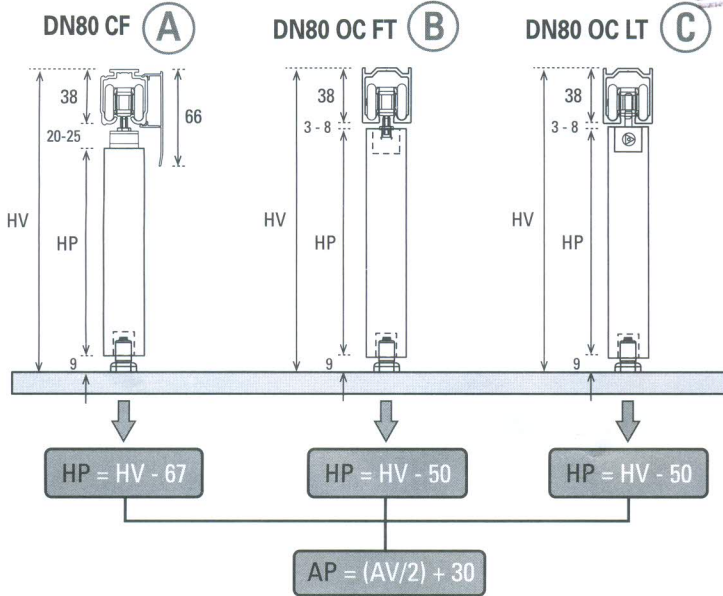 DN80 CF A
DN80 OC FT B
DN80 OC LT C
38
66
20-25
HV
HP
9
38
3 - 8
HV
HP
9
38
3 - 8
HV
HP
9
HP = HV - 67
HP = HV - 50
HP = HV - 50
AP = (AV/2) + 30